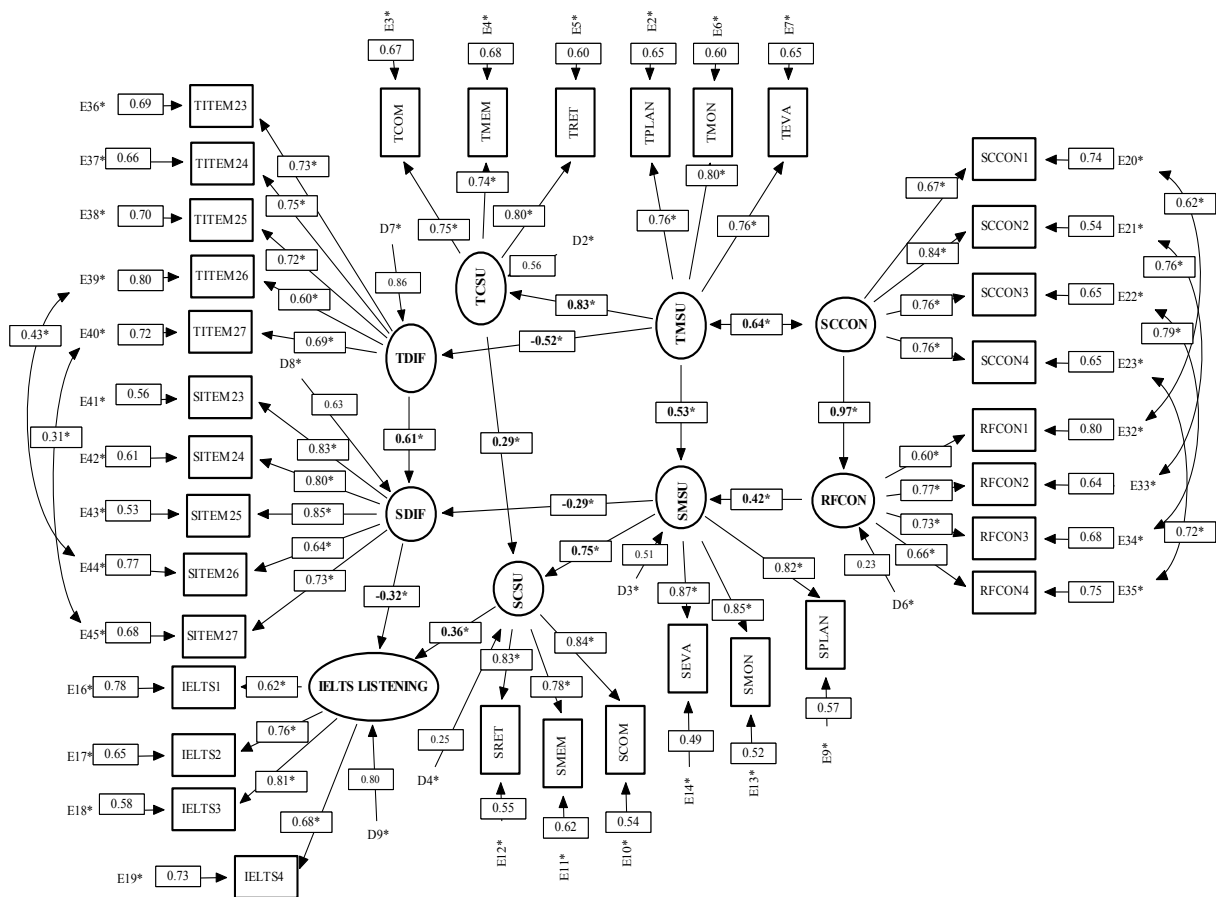 E3*
E4*
E5*
E2*
E6*
E7*
0.67
0.68
0.60
0.65
0.60
0.65
TCOM
TMEM
TRET
TPLAN
TMON
TEVA
E36* 0.69 TITEM23
E37* 0.66 TITEM24
E38* 0.70 TITEM25
E39* 0.80 TITEM26
E40* 0.72 TITEM27
E41* 0.56 SITEM23
E42* 0.61 SITEM24
E43* 0.53 SITEM25
E44* 0.77 SITEM26
E45* 0.68 SITEM27
0.43*
0.31*
0.73*
0.75*
0.72*
0.60*
0.69*
D7*
0.86
TDIF
D8*
0.63
0.61*
0.83*
0.80*
0.85*
0.64*
0.73*
SDIF
0.75*
0.74*
0.80*
D2*
0.56
TCSU
0.76*
0.80*
0.76*
TMSU
0.83*
-0.52*
0.64*
0.53*
0.29*
SCCON
0.67*
0.84*
0.76*
0.76*
SCCON1 0.74 E20*
SCCON2 0.54 E21*
SCCON3 0.65 E22*
SCCON4 0.65 E23*
0.62*
0.76*
0.79*
0.72*
0.97*
RFCON
0.60*
0.77*
0.73*
0.66*
RFCON1 0.80 E32*
RFCON2 0.64 E33*
RFCON3 0.68 E34*
RFCON4 0.75 E35*
0.23
D6*
0.42*
SMSU
-0.29*
0.75*
0.51
D3*
0.87*
0.85*
0.82*
SEVA
SMON
SPLAN
0.49
0.52
0.57
E14*
E13*
E9*
SCSU
0.36*
0.25
D4*
0.83*
0.78*
0.84*
SRET
SMEM
SCOM
0.55
0.62
0.54
E12*
E11*
E10*
-0.32*
IELTS LISTENING
0.80
D9*
0.62*
0.76*
0.81*
0.68*
E16* 0.78 IELTS1
E17* 0.65 IELTS2
E18* 0.58 IELTS3
E19* 0.73 IELTS4